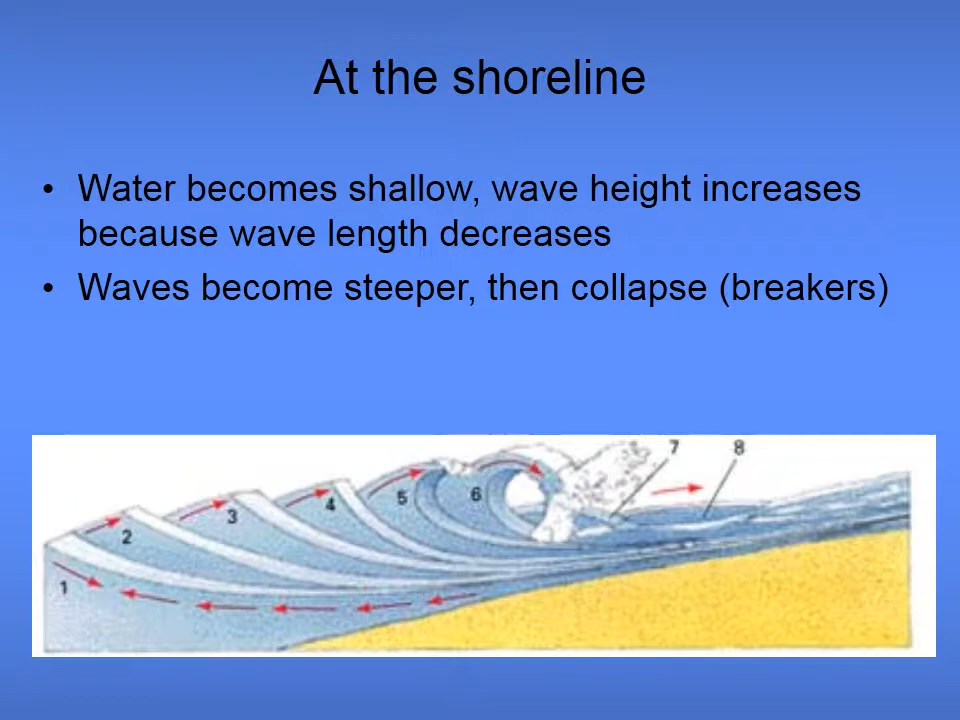 At the shoreline
• Water becomes shallow, wave height increases
because wave length decreases
• Waves become steeper, then collapse (breakers)
7 8
5 6
4
3
2
1